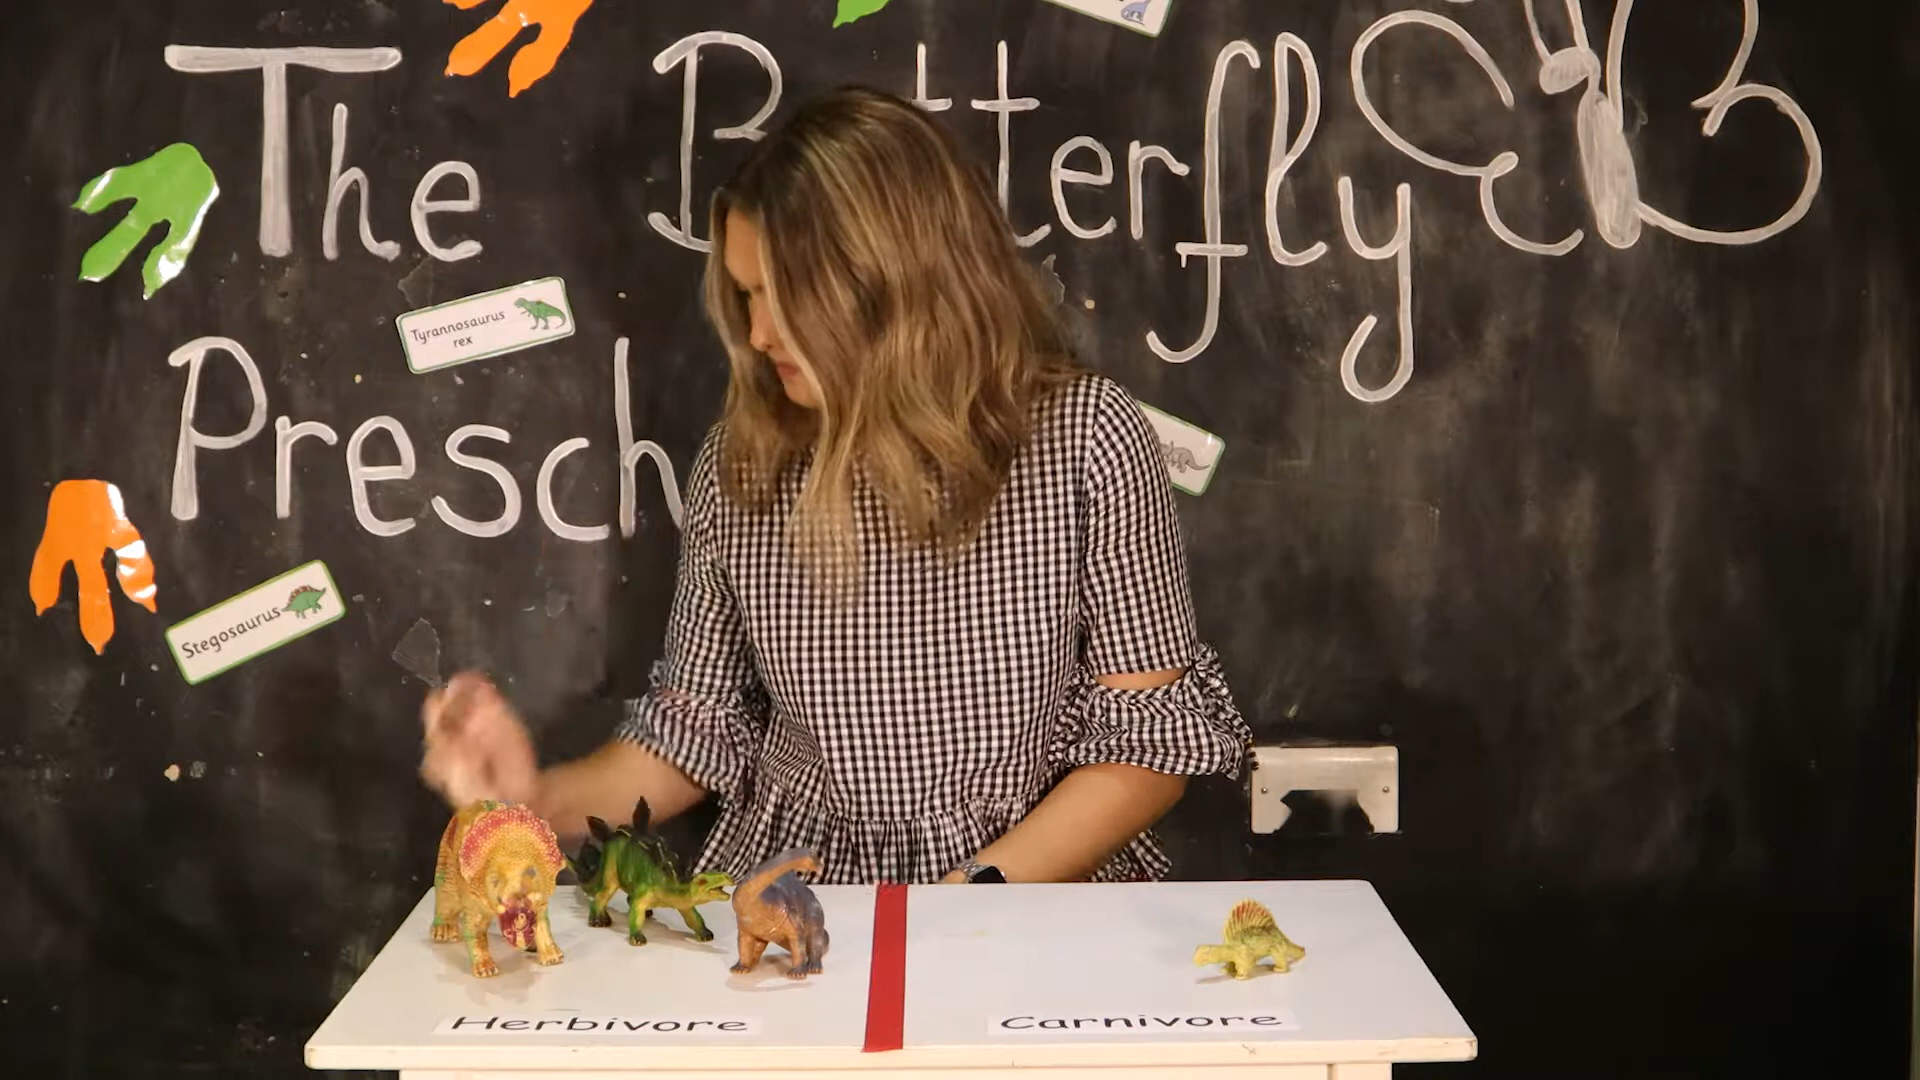 The Butterfly
Presch
Tyrannosaurus
rex
Stegosaurus
Herbivore
Carnivore